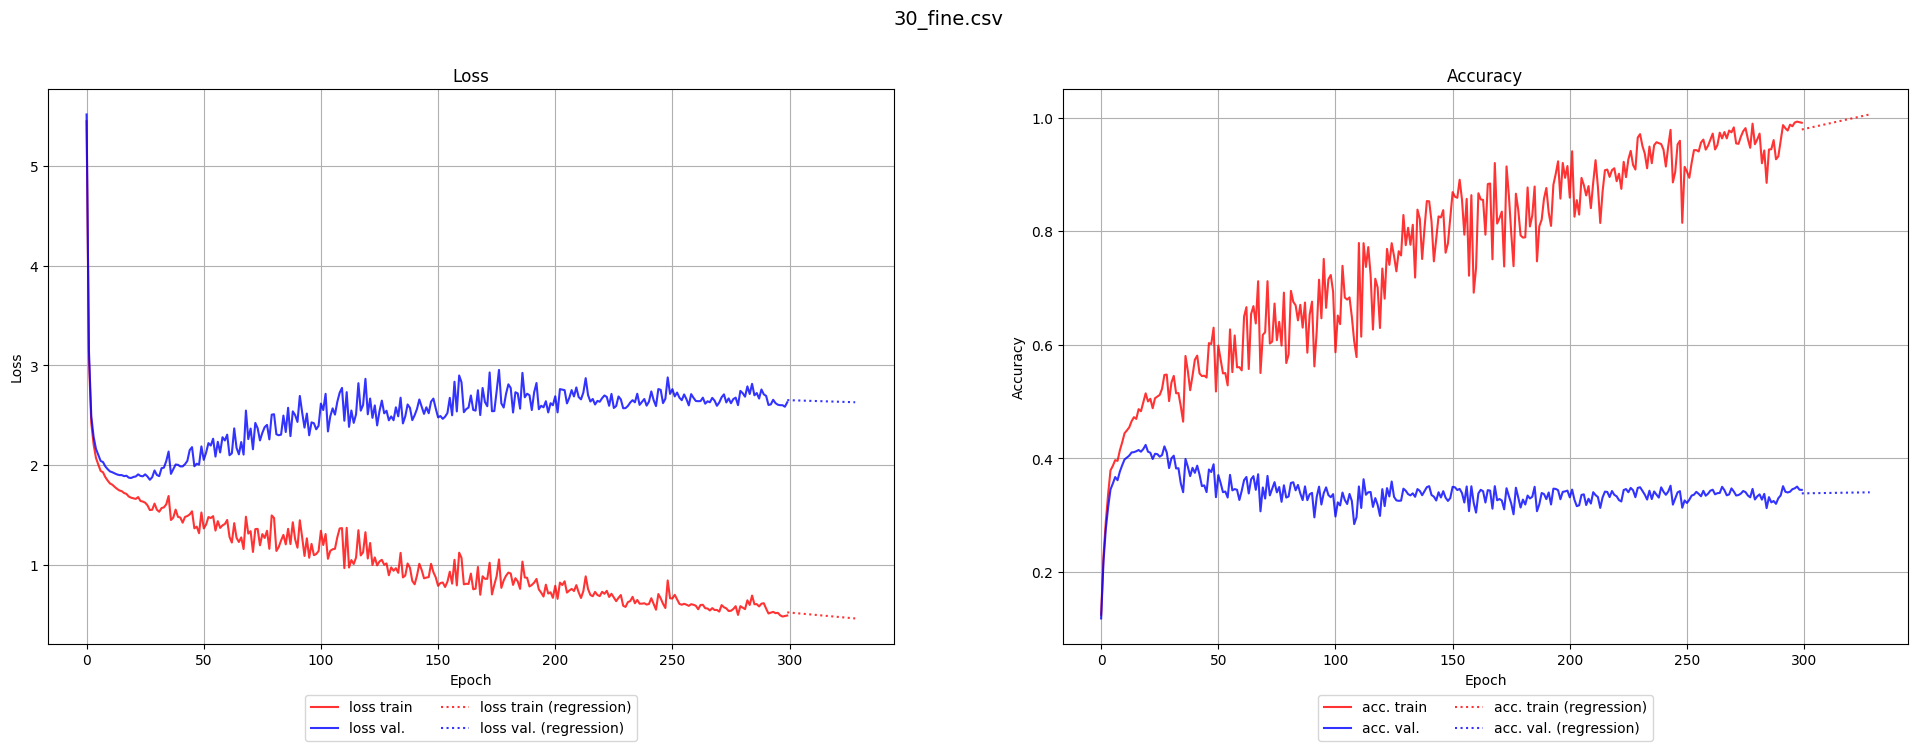 30_fine.csv
Loss
Loss
5
4
3
2
1
0 50 100 150 200 250 300
Epoch
loss train loss train (regression)
loss val. loss val. (regression)
Accuracy
Accuracy
1.0
0.8
0.6
0.4
0.2
0 50 100 150 200 250 300
Epoch
acc. train acc. train (regression)
acc. val. acc. val. (regression)